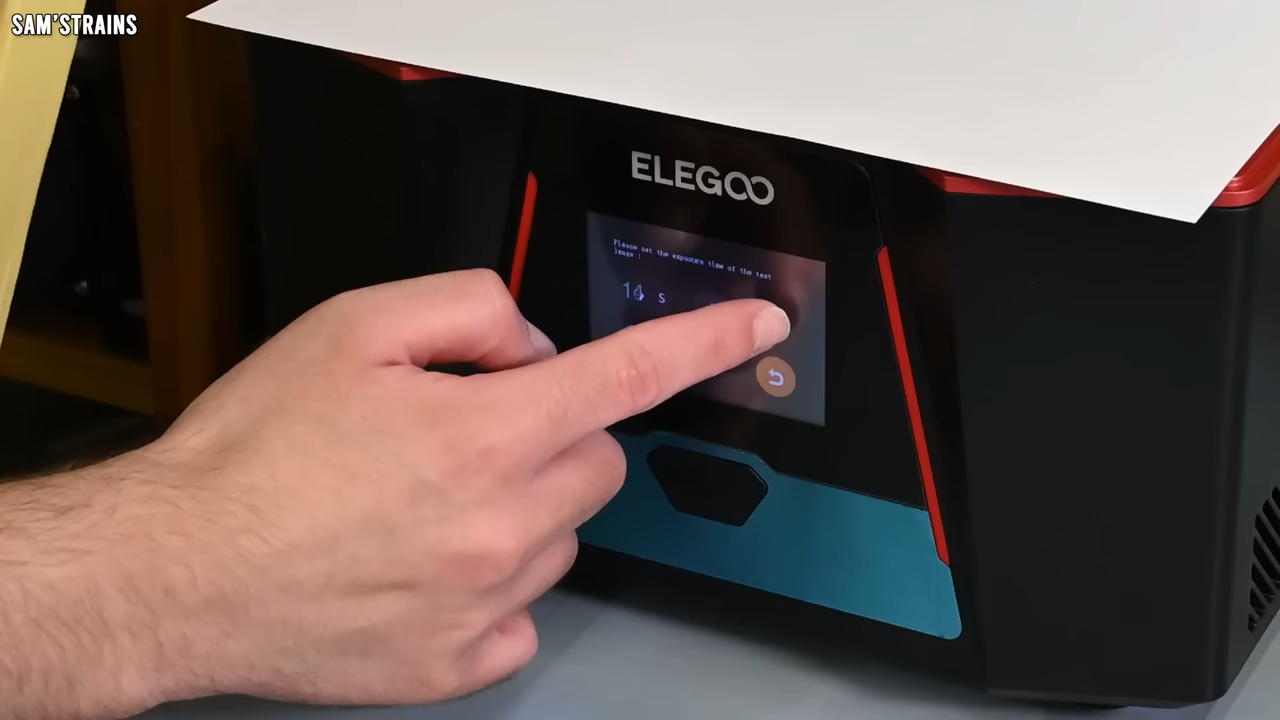 SAM'STRAINS
ELEGOO
Please set the exposure time of the test
image :
14 s